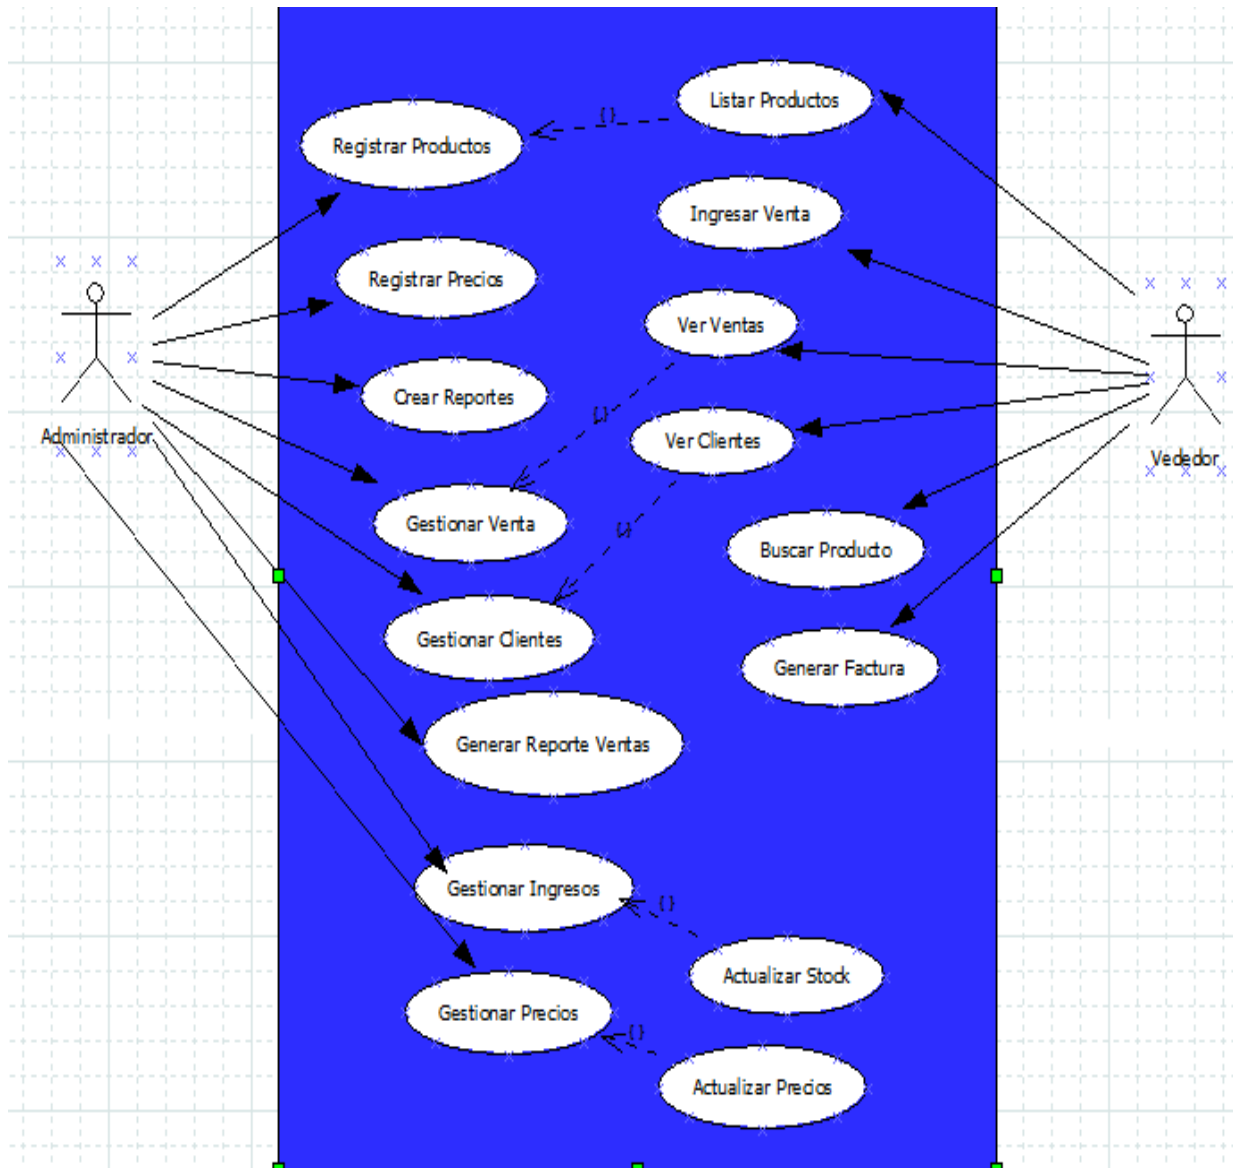 Listar Productos
{ }
Registrar Productos
Ingresar Venta
Registrar Precios
Ver Ventas
Crear Reportes
{ }
Ver Clientes
Administrador
Vededor
Gestionar Venta
{ }
Buscar Producto
Gestionar Clientes
Generar Factura
Generar Reporte Ventas
Gestionar Ingresos
{ }
Actualizar Stock
Gestionar Precios
{ }
Actualizar Precios